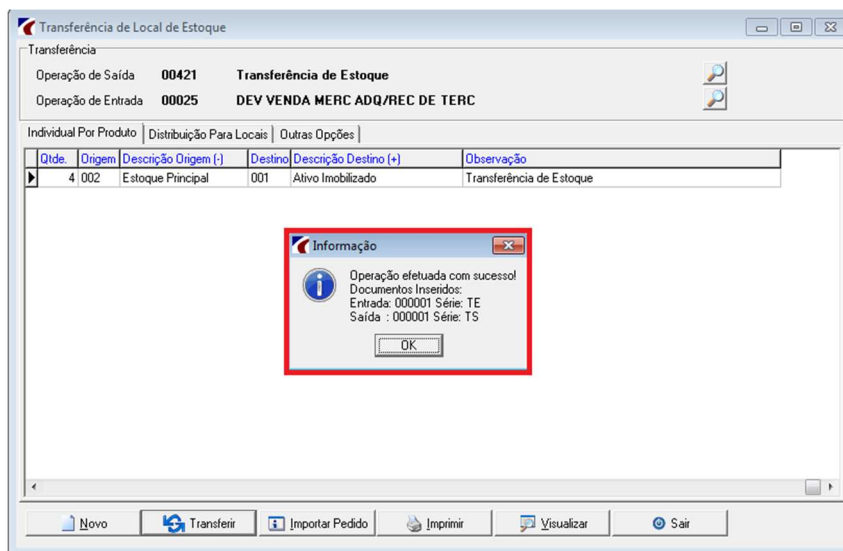 Transferência de Local de Estoque
Transferência
Operação de Saída 00421 Transferência de Estoque
Operação de Entrada 00025 DEV VENDA MERC ADQ/REC DE TERC
Individual Por Produto Distribuição Para Locais Outras Opções
Qtde. Origem Descrição Origem (-) Destino Descrição Destino (+) Observação
4 002 Estoque Principal 001 Ativo Imobilizado Transferência de Estoque
Informação
Operação efetuada com sucesso!
Documentos Inseridos:
Entrada: 000001 Série: TE
Saída : 000001 Série: TS
OK
Novo Transferir Importar Pedido Imprimir Visualizar Sair